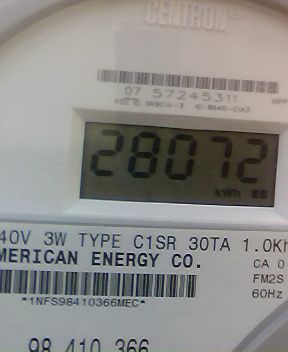 CENTRON®
07 57245311
28072
kWh
40V 3W TYPE C1SR 30TA 1.0Kh
MERICAN ENERGY CO.
CA 0
FM2S
60Hz
*1NFS98410366MEC*
98 410 366